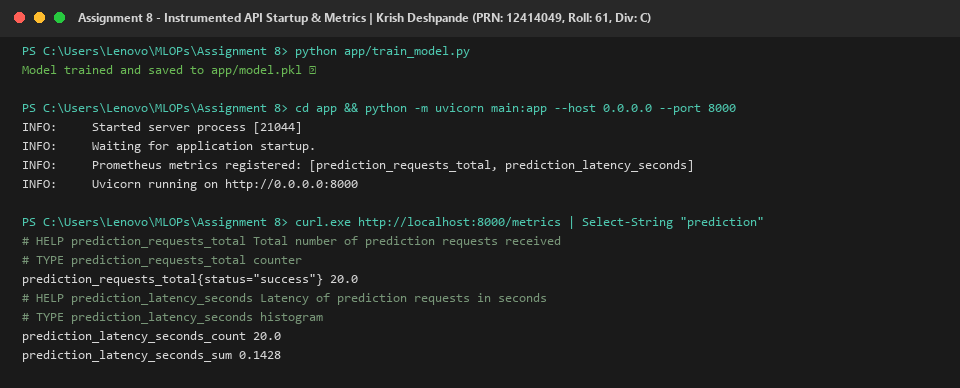 Assignment 8 - Instrumented API Startup & Metrics | Krish Deshpande (PRN: 12414049, Roll: 61, Div: C)
PS C:\Users\Lenovo\MLOPs\Assignment 8> python app/train_model.py
Model trained and saved to app/model.pkl
PS C:\Users\Lenovo\MLOPs\Assignment 8> cd app && python -m uvicorn main:app --host 0.0.0.0 --port 8000
INFO:     Started server process [21044]
INFO:     Waiting for application startup.
INFO:     Prometheus metrics registered: [prediction_requests_total, prediction_latency_seconds]
INFO:     Uvicorn running on http://0.0.0.0:8000
PS C:\Users\Lenovo\MLOPs\Assignment 8> curl.exe http://localhost:8000/metrics | Select-String "prediction"
# HELP prediction_requests_total Total number of prediction requests received
# TYPE prediction_requests_total counter
prediction_requests_total{status="success"} 20.0
# HELP prediction_latency_seconds Latency of prediction requests in seconds
# TYPE prediction_latency_seconds histogram
prediction_latency_seconds_count 20.0
prediction_latency_seconds_sum 0.1428